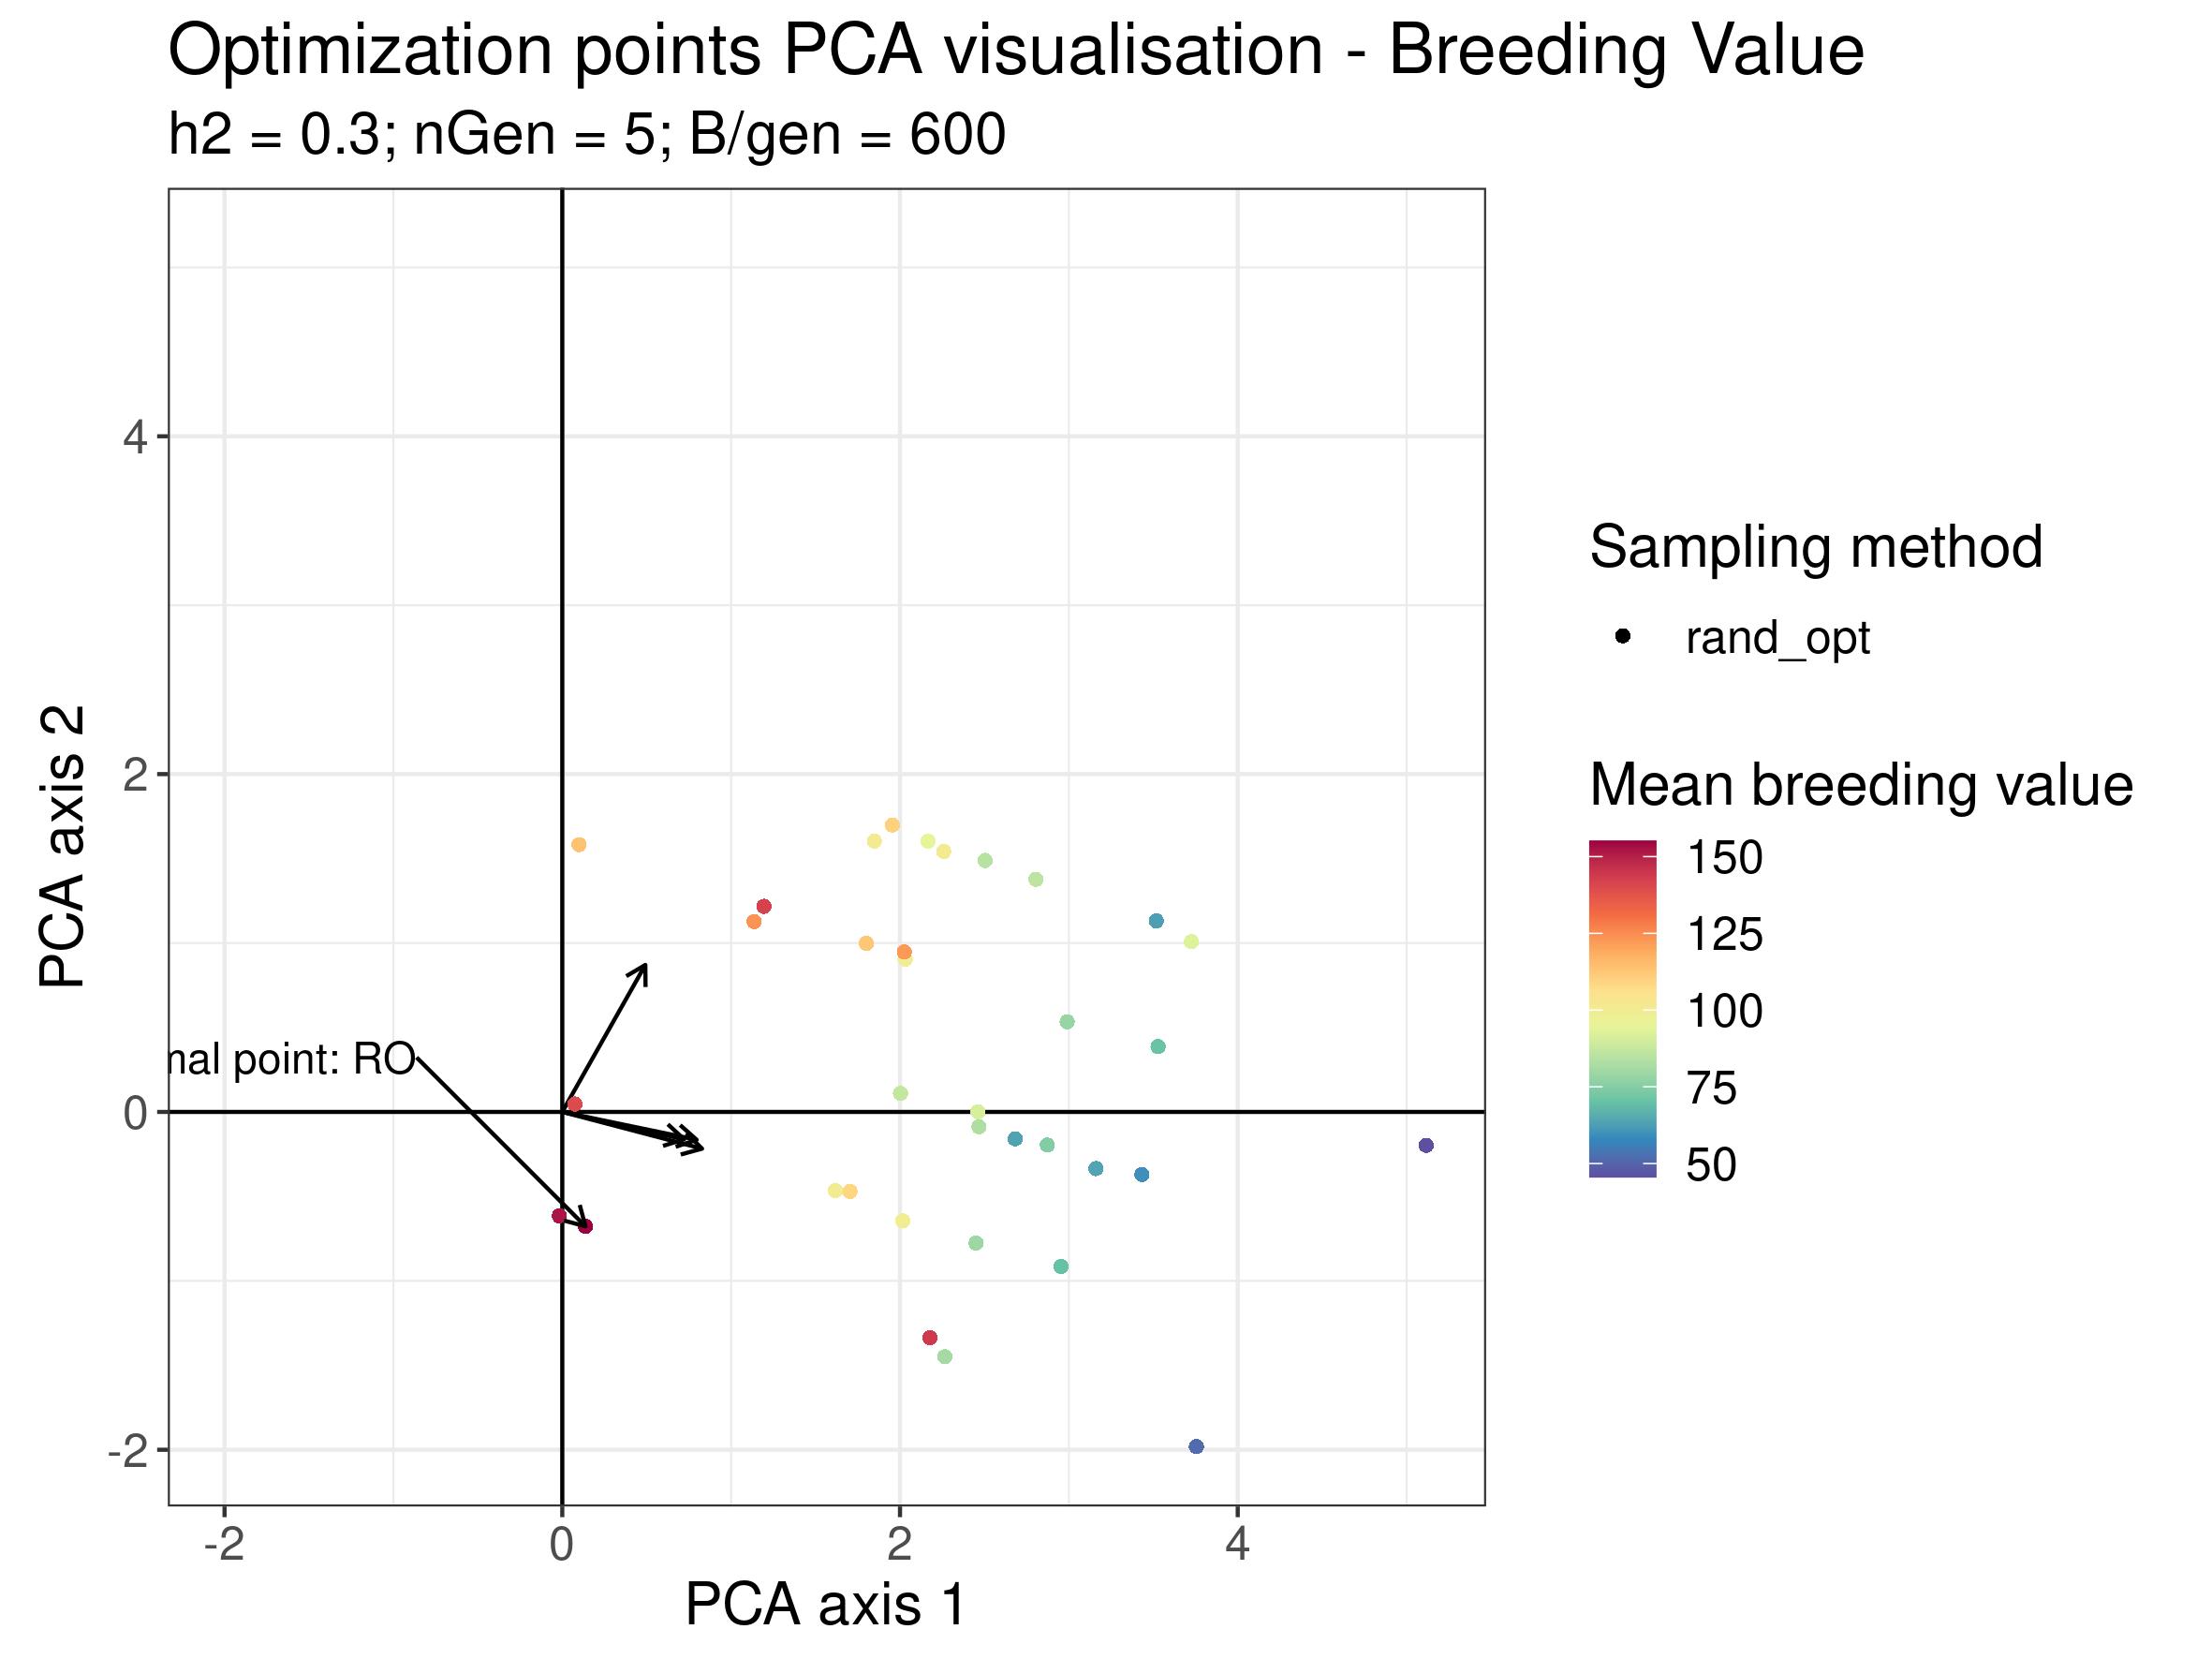 Optimization points PCA visualisation - Breeding Value
h2 = 0.3; nGen = 5; B/gen = 600
4
2
0
-2
PCA axis 2
point: RO
-2
0
2
4
PCA axis 1
Sampling method
rand_opt
Mean breeding value
150
125
100
75
50